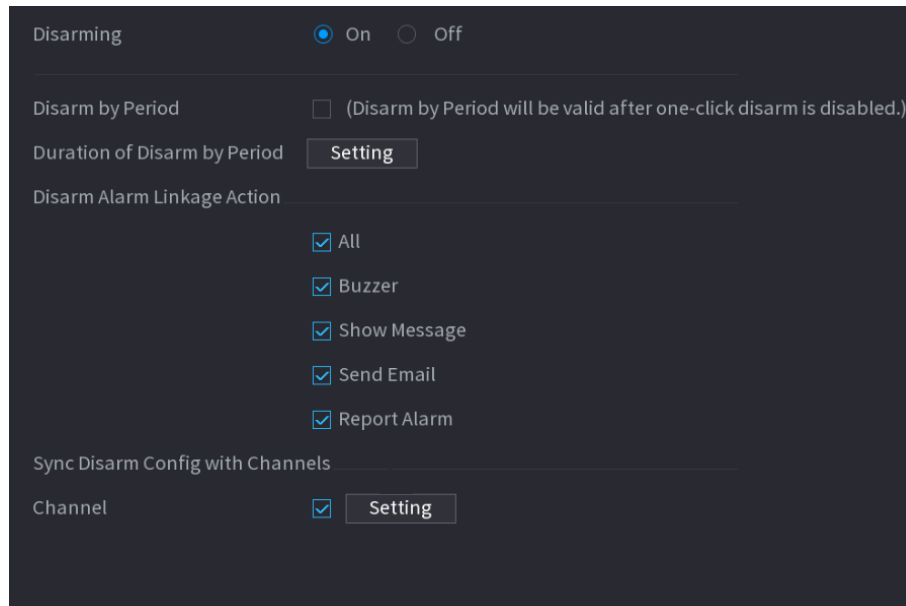 Disarming On Off
Disarm by Period (Disarm by Period will be valid after one-click disarm is disabled.)
Duration of Disarm by Period Setting
Disarm Alarm Linkage Action
All
Buzzer
Show Message
Send Email
Report Alarm
Sync Disarm Config with Channels
Channel Setting